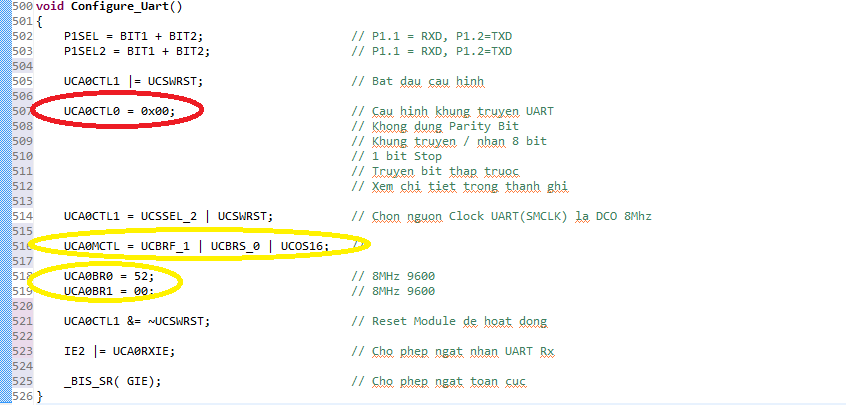 500 void Configure_Uart()
501 {
502 P1SEL = BIT1 + BIT2; // P1.1 = RXD, P1.2=TXD
503 P1SEL2 = BIT1 + BIT2; // P1.1 = RXD, P1.2=TXD
504
505 UCA0CTL1 |= UCSWRST; // Bat dau cau hinh
506
507 UCA0CTL0 = 0x00; // Cau hinh khung truyen UART
508 // Khong dung Parity Bit
509 // Khung truyen / nhan 8 bit
510 // 1 bit Stop
511 // Truyen bit thap truoc
512 // Xem chi tiet trong thanh ghi
513
514 UCA0CTL1 = UCSSEL_2 | UCSWRST; // Chon nguon Clock UART(SMCLK) la DCO 8Mhz
515
516 UCA0MCTL = UCBRF_1 | UCBRS_0 | UCOS16; //
517
518 UCA0BR0 = 52; // 8MHz 9600
519 UCA0BR1 = 00; // 8MHz 9600
520
521 UCA0CTL1 &= ~UCSWRST; // Reset Module de hoat dong
522
523 IE2 |= UCA0RXIE; // Cho phep ngat nhan UART Rx
524
525 _BIS_SR( GIE); // Cho phep ngat toan cuc
526 }